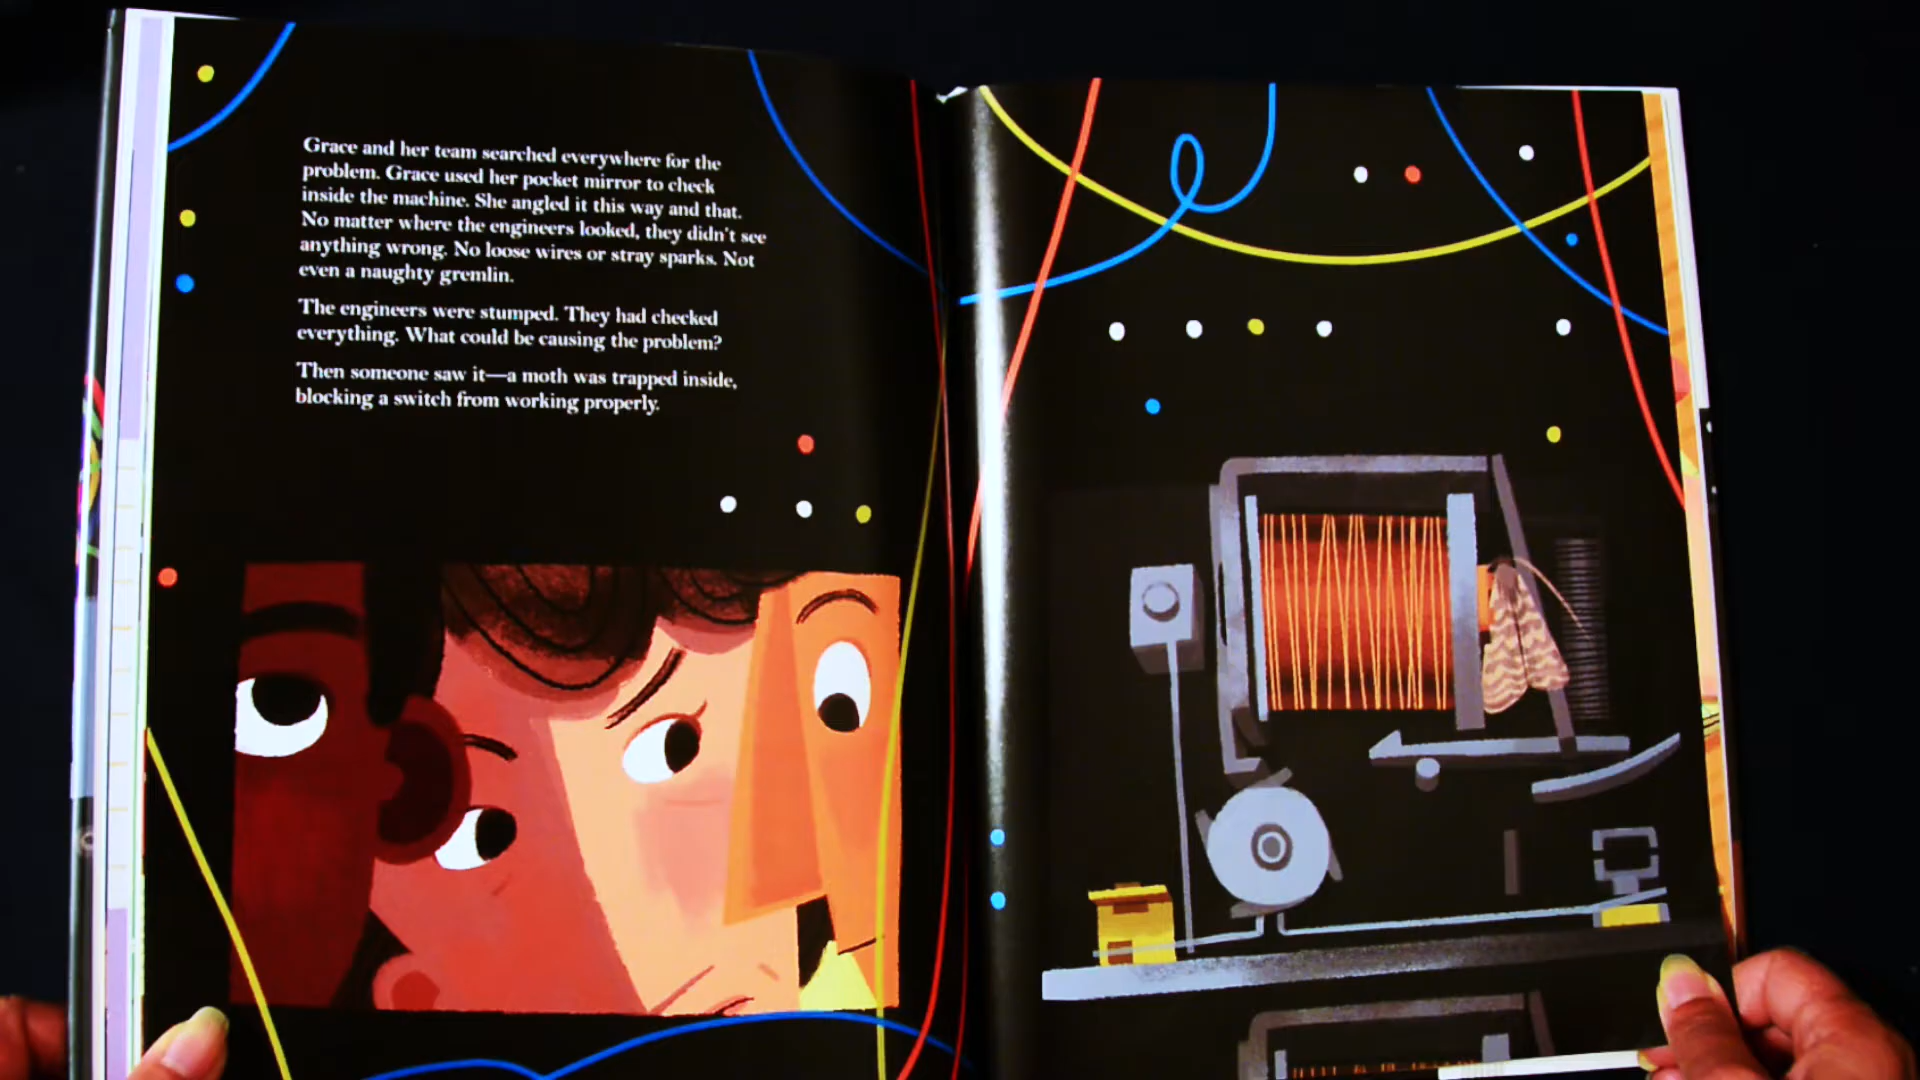 Grace and her team searched everywhere for the
problem. Grace used her pocket mirror to check
inside the machine. She angled it this way and that.
No matter where the engineers looked, they didn't see
anything wrong. No loose wires or stray sparks. Not
even a naughty gremlin.
The engineers were stumped. They had checked
everything. What could be causing the problem?
Then someone saw it—a moth was trapped inside,
blocking a switch from working properly.